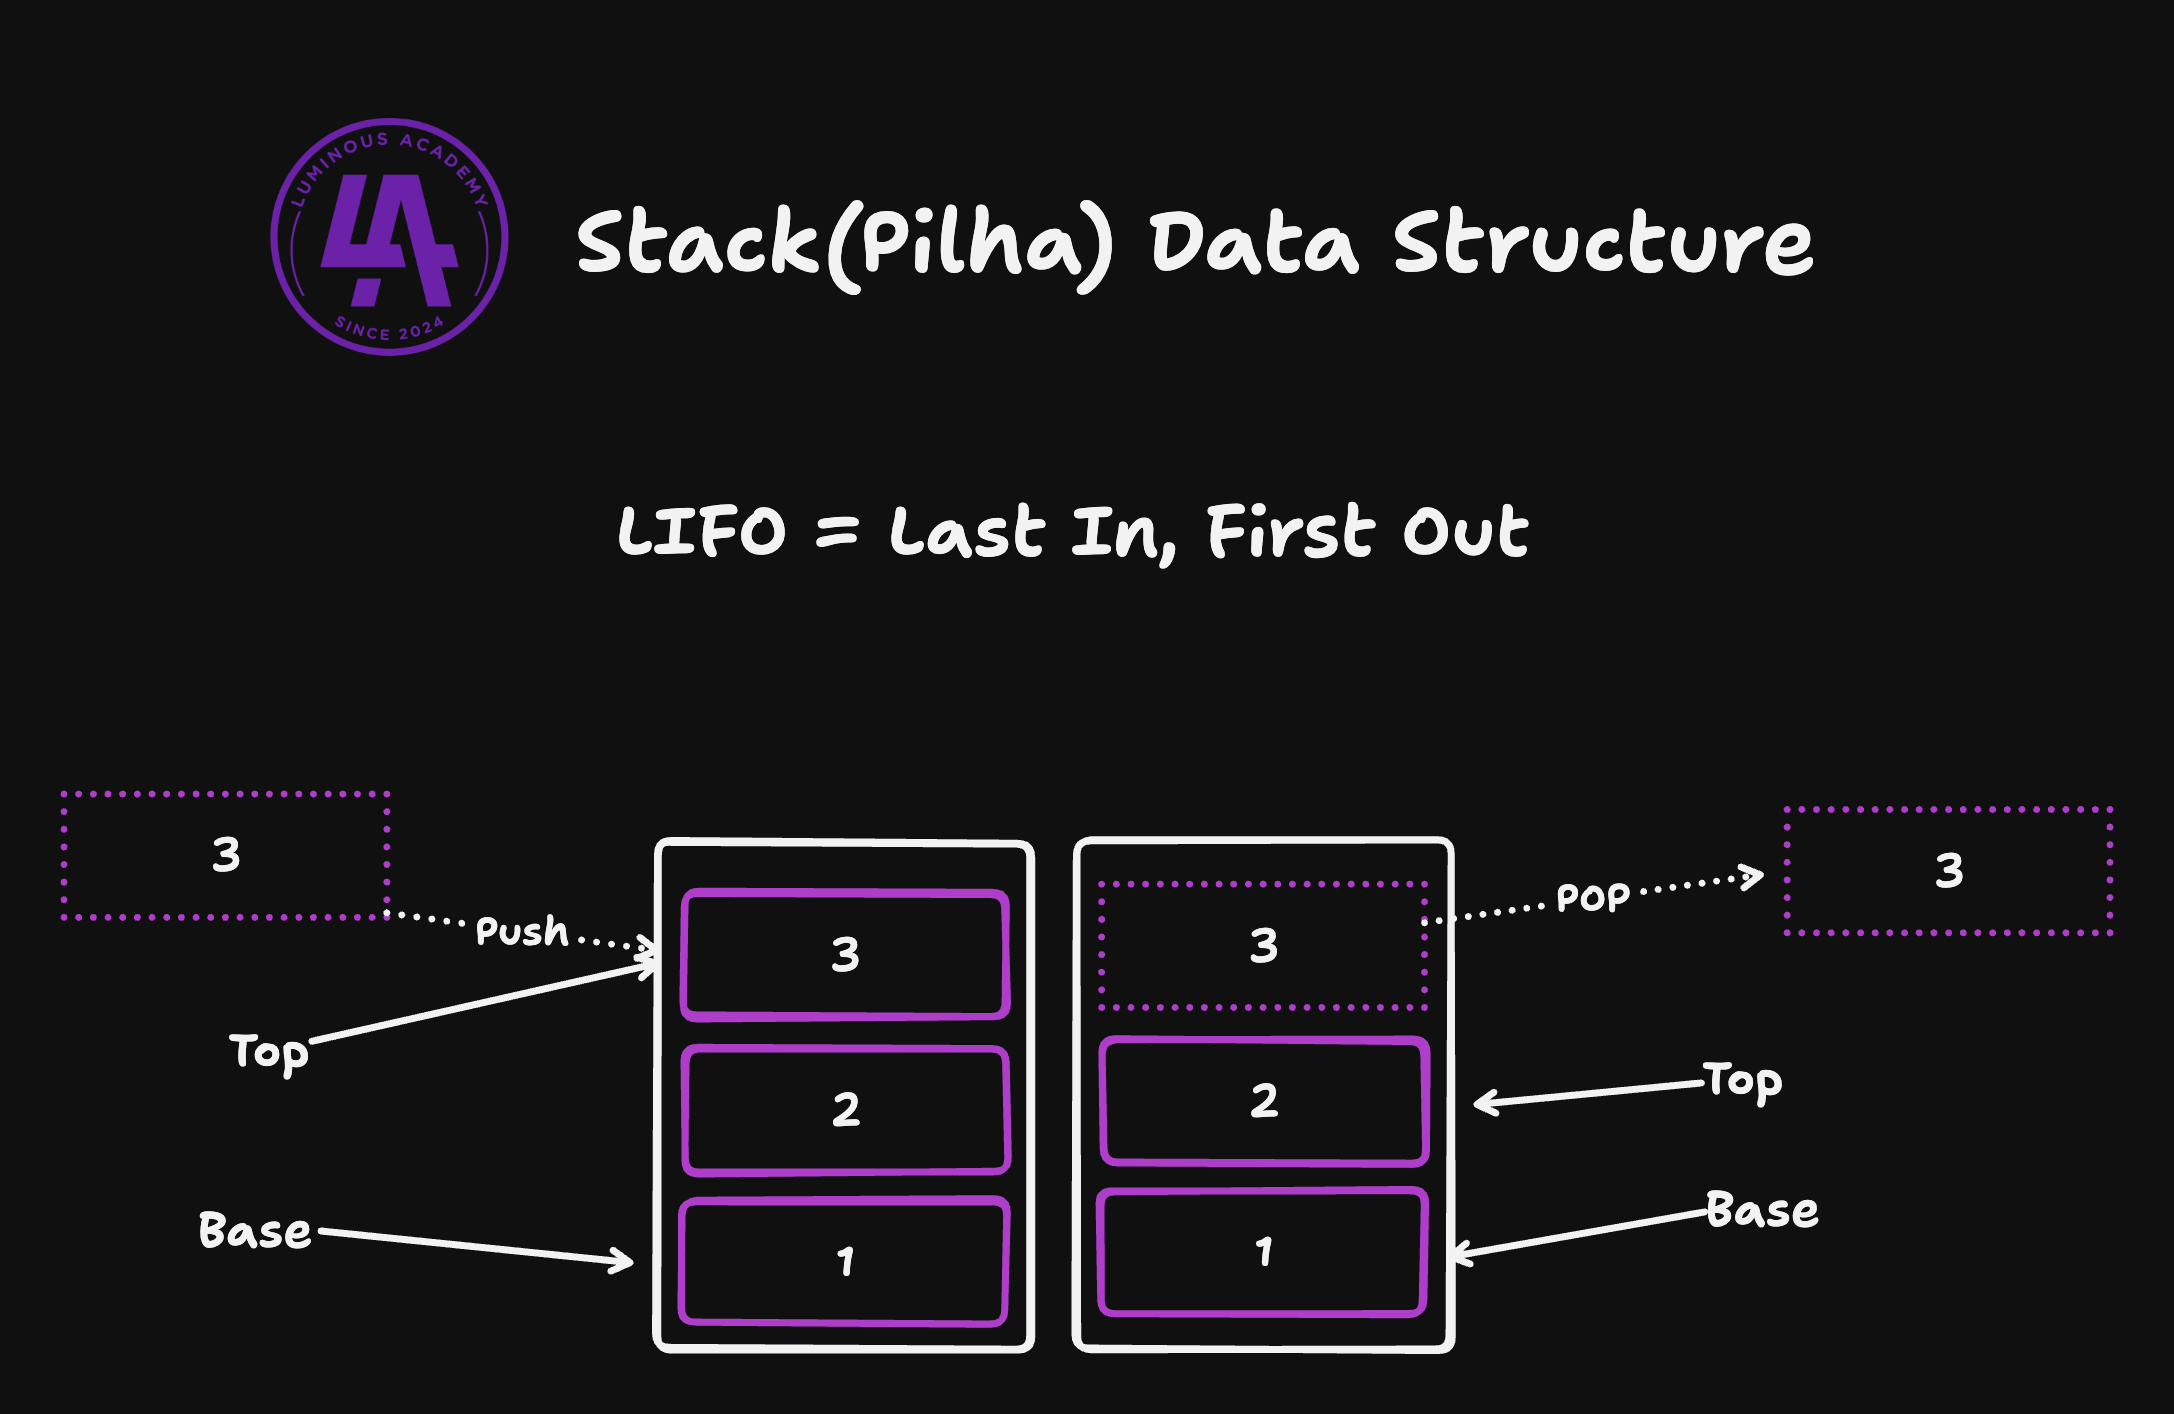 LUMINOUS ACADEMY
LA
SINCE 2024
Stack(Pilha) Data Structure
LIFO = Last In, First Out
3
Push
Top
Base
3
2
1
3
2
1
POP
3
Top
Base